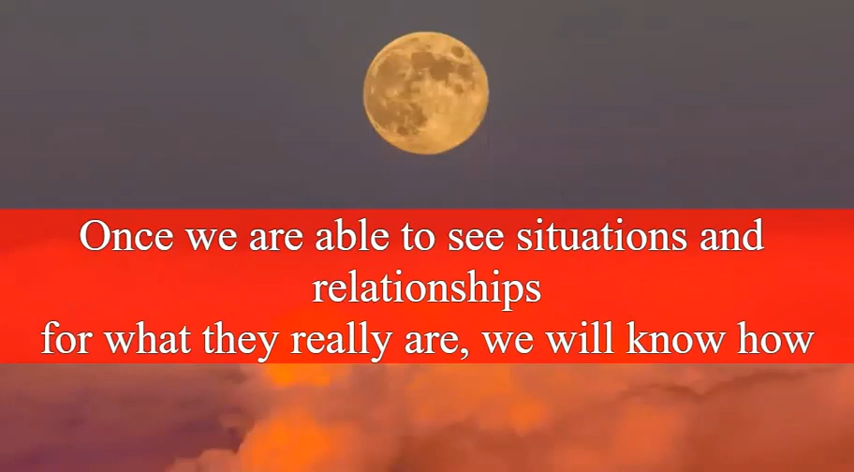 Once we are able to see situations and
relationships
for what they really are, we will know how